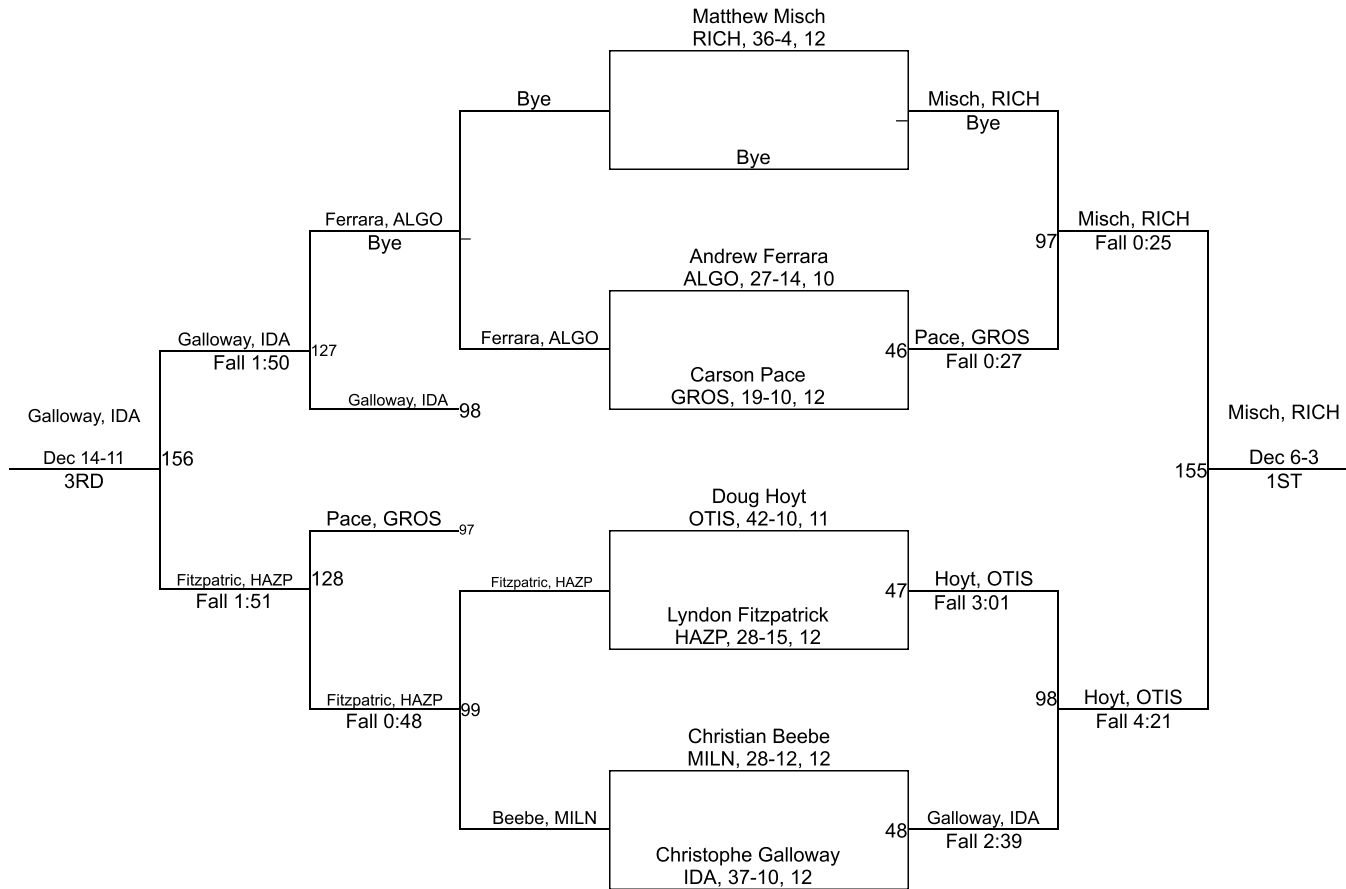 Matthew Misch
RICH, 36-4, 12
Bye
Misch, RICH
Bye
Bye
Ferrara, ALGO
Bye
Misch, RICH
97
Fall 0:25
Andrew Ferrara
ALGO, 27-14, 10
Galloway, IDA
127
Fall 1:50
Ferrara, ALGO
46
Pace, GROS
Fall 0:27
Carson Pace
GROS, 19-10, 12
Galloway, IDA
98
Galloway, IDA
Misch, RICH
Dec 14-11
156
3RD
155
Dec 6-3
1ST
Doug Hoyt
OTIS, 42-10, 11
Pace, GROS
97
Fitzpatric, HAZP
128
Fall 1:51
Fitzpatric, HAZP
47
Hoyt, OTIS
Fall 3:01
Lyndon Fitzpatrick
HAZP, 28-15, 12
Fitzpatric, HAZP
99
Fall 0:48
98
Hoyt, OTIS
Fall 4:21
Christian Beebe
MILN, 28-12, 12
Beebe, MILN
48
Galloway, IDA
Fall 2:39
Christophe Galloway
IDA, 37-10, 12